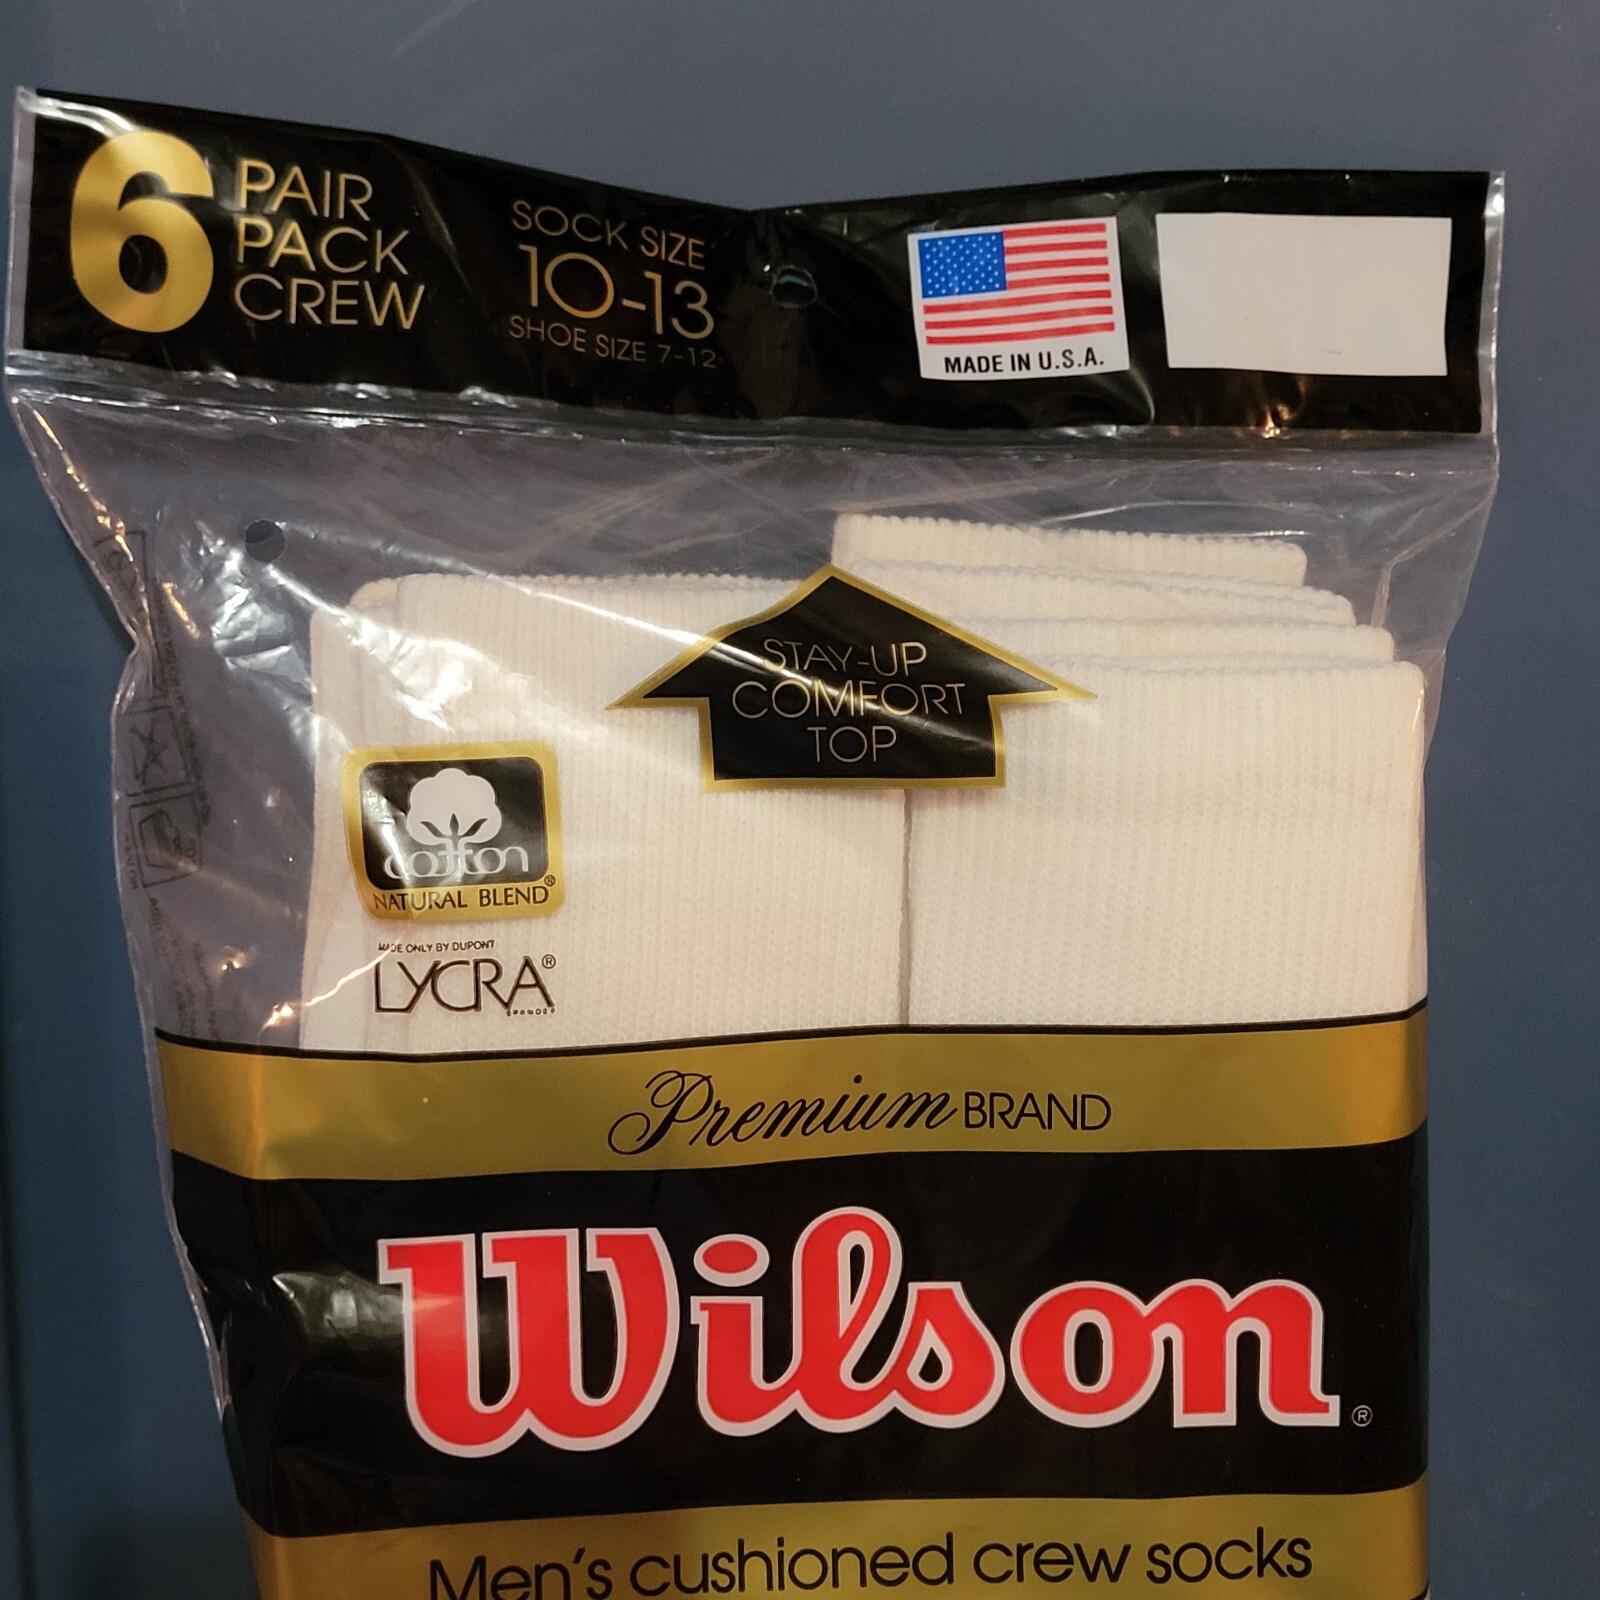 6 PAIR
PACK
CREW
SOCK SIZE
10-13
SHOE SIZE 7-12
MADE IN U.S.A.
STAY-UP
COMFORT
TOP
cotton
NATURAL BLEND®
MADE ONLY BY DUPONT
LYCRA®
Premium BRAND
Wilson®
Men's cushioned crew socks